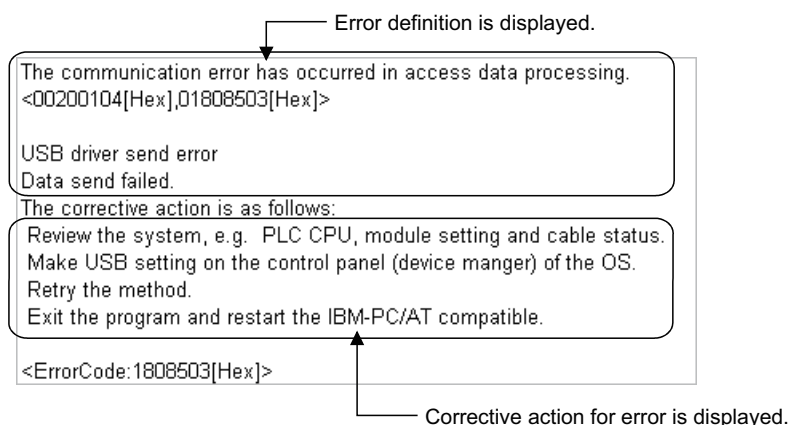 Error definition is displayed.
The communication error has occurred in access data processing.
<00200104[Hex],01808503[Hex]>
USB driver send error
Data send failed.
The corrective action is as follows:
Review the system, e.g. PLC CPU, module setting and cable status.
Make USB setting on the control panel (device manger) of the OS.
Retry the method.
Exit the program and restart the IBM-PC/AT compatible.
<ErrorCode:1808503[Hex]>
Corrective action for error is displayed.